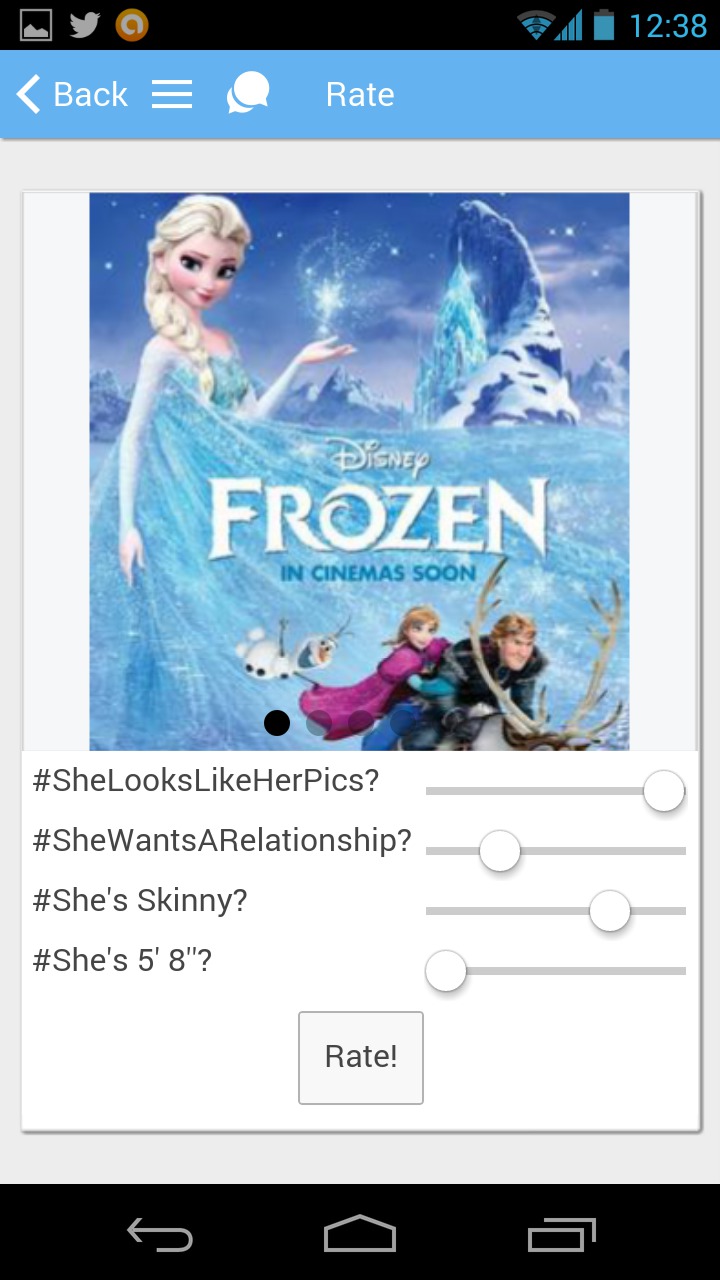 12:38
Back
Rate
Disney
FROZEN
IN CINEMAS SOON
#SheLooksLikeHerPics?
#SheWantsARelationship?
#She's Skinny?
#She's 5' 8"?
Rate!